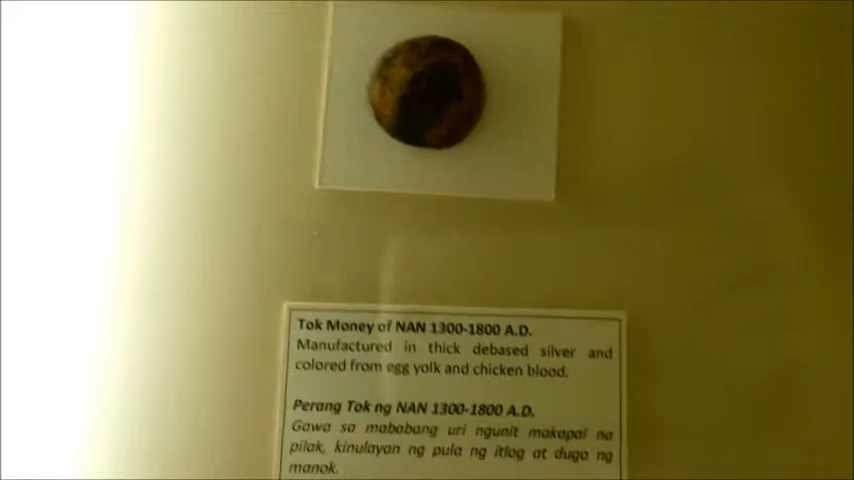 Tok Money of NAN 1300-1800 A.D.
Manufactured in thick debased silver and
colored from egg yolk and chicken blood.
Perang Tok ng NAN 1300-1800 A.D.
Gawa sa mababang uri ngunit makapal na
pilak, kinulayan ng pula ng itlog at dugo ng
manok.